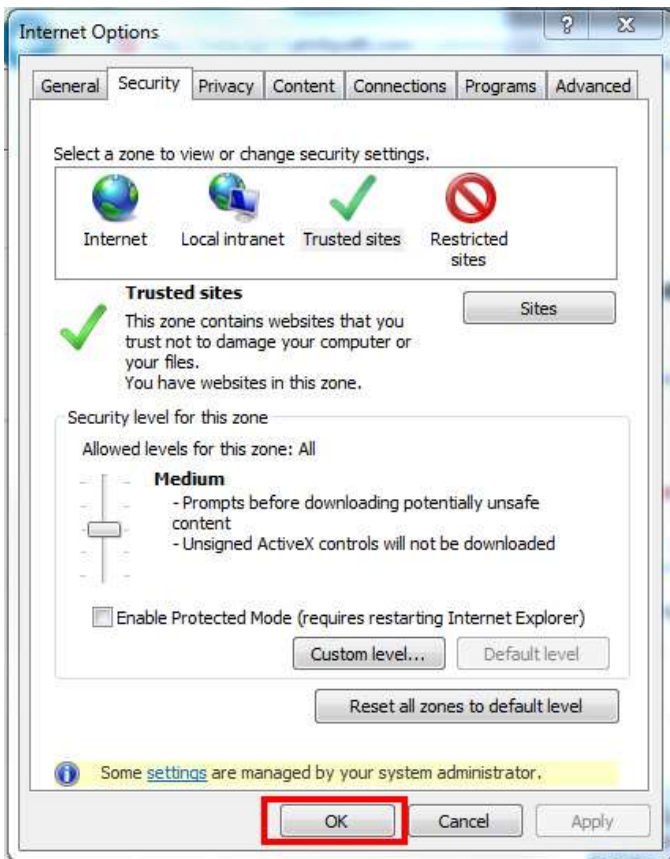 Internet Options
General Security Privacy Content Connections Programs Advanced
Select a zone to view or change security settings.
Internet Local intranet Trusted sites Restricted
sites
Trusted sites
Sites
This zone contains websites that you
trust not to damage your computer or
your files.
You have websites in this zone.
Security level for this zone
Allowed levels for this zone: All
Medium
- Prompts before downloading potentially unsafe
content
- Unsigned ActiveX controls will not be downloaded
Enable Protected Mode (requires restarting Internet Explorer)
Custom level... Default level
Reset all zones to default level
Some settings are managed by your system administrator.
OK Cancel Apply